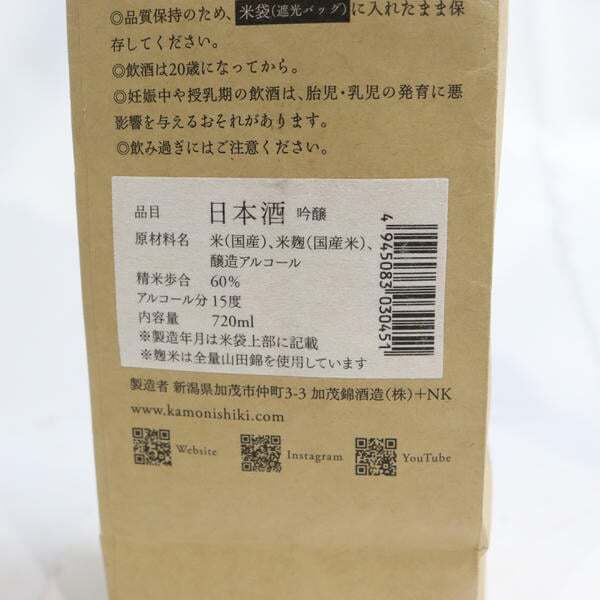 ◎品質保持のため、米袋(遮光バッグ)に入れたまま保
存してください。
◎飲酒は20歳になってから。
◎妊娠中や授乳期の飲酒は、胎児・乳児の発育に悪
影響を与えるおそれがあります。
◎飲み過ぎにはご注意ください。
品目 日本酒 吟醸
原材料名 米(国産)、米麹(国産米)、
醸造アルコール
精米歩合 60%
アルコール分 15度
内容量 720ml
※製造年月は米袋上部に記載
※麹米は全量山田錦を使用しています
4 945083 030451
製造者 新潟県加茂市仲町3-3 加茂錦酒造(株)+NK
www.kamonishiki.com
Website Instagram YouTube